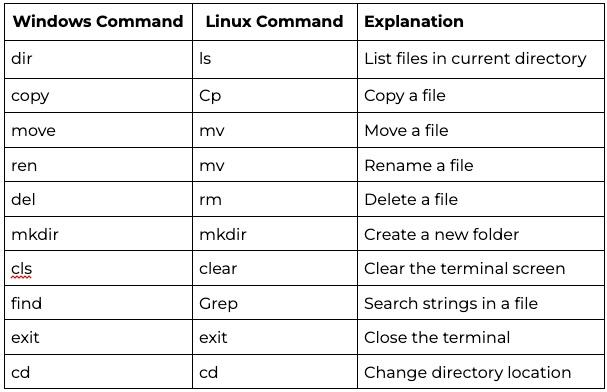 Windows Command Linux Command Explanation
dir ls List files in current directory
copy Cp Copy a file
move mv Move a file
ren mv Rename a file
del rm Delete a file
mkdir mkdir Create a new folder
cls clear Clear the terminal screen
find Grep Search strings in a file
exit exit Close the terminal
cd cd Change directory location